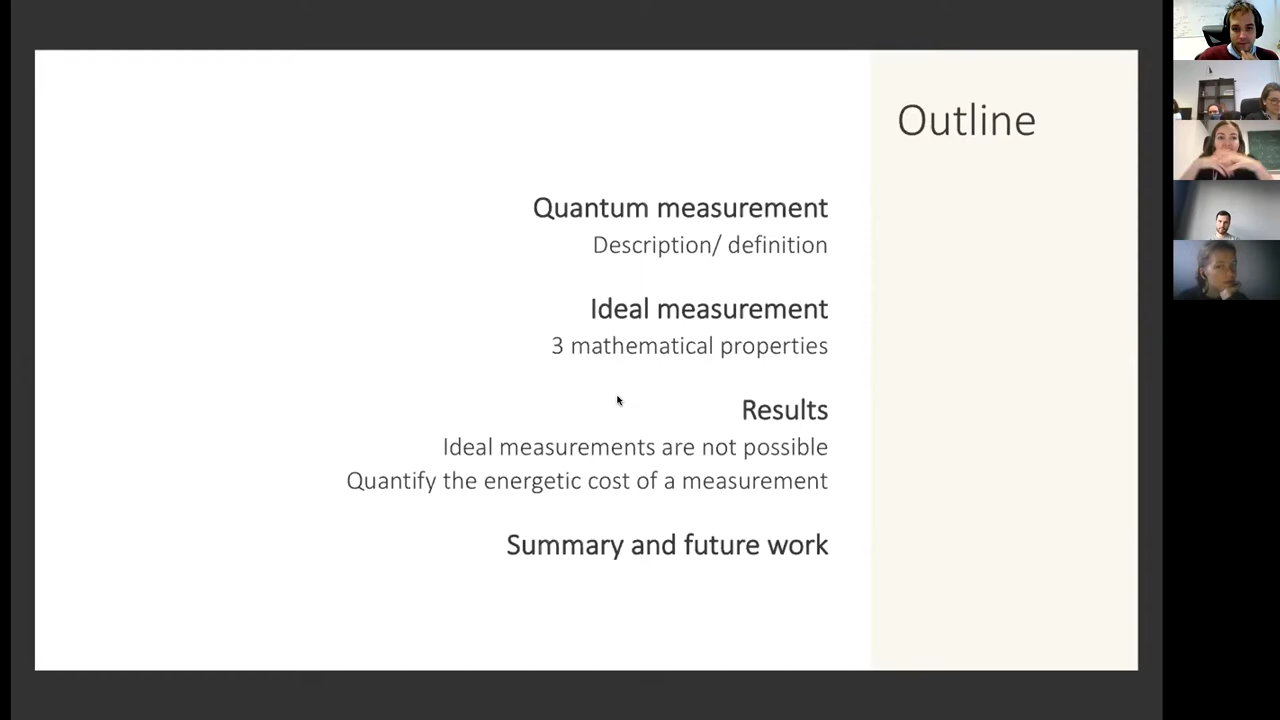 Outline
Quantum measurement
Description/ definition
Ideal measurement
3 mathematical properties
Results
Ideal measurements are not possible
Quantify the energetic cost of a measurement
Summary and future work